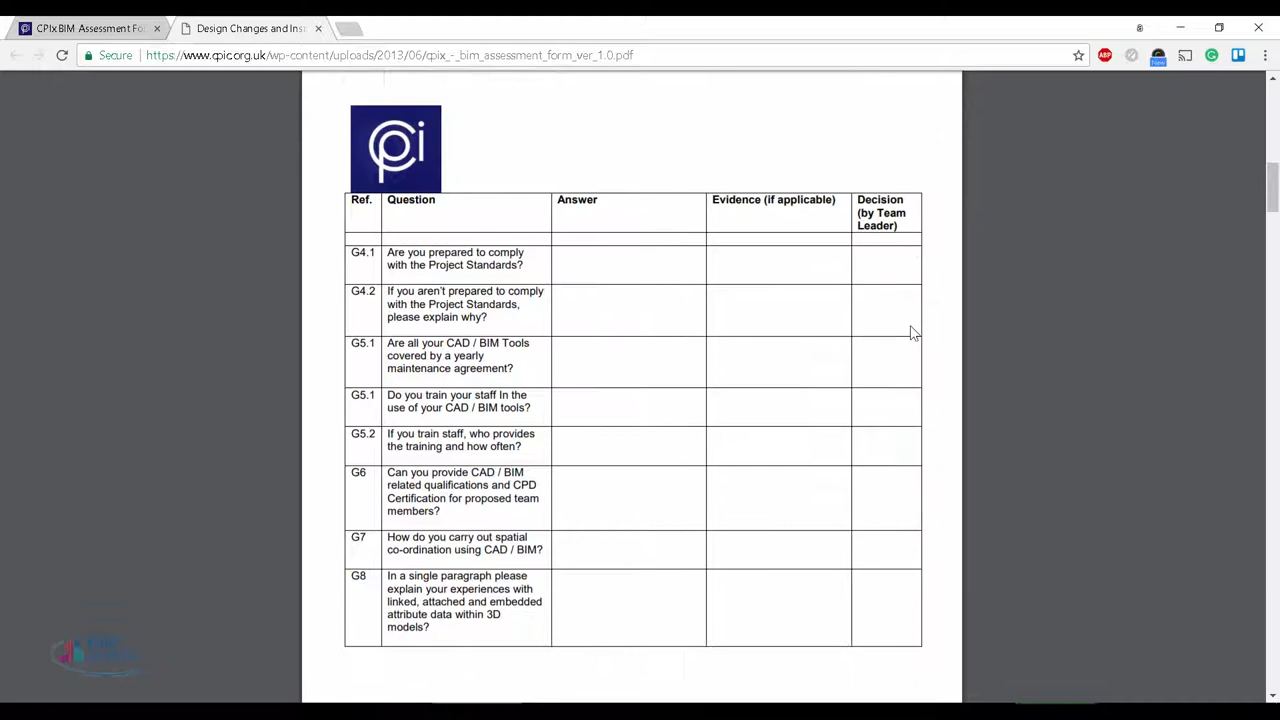 CPIxBIM Assessment Fo
Design Changes and Ins
Secure
https://www.cpic.org.uk/wp-content/uploads/2013/06/cpix_-_bim_assessment_form_ver_1.0.pdf
ABP
New
cpi
Ref. Question Answer Evidence (if applicable) Decision
(by Team
Leader)
G4.1 Are you prepared to comply
with the Project Standards?
G4.2 If you aren't prepared to comply
with the Project Standards,
please explain why?
G5.1 Are all your CAD / BIM Tools
covered by a yearly
maintenance agreement?
G5.1 Do you train your staff In the
use of your CAD / BIM tools?
G5.2 If you train staff, who provides
the training and how often?
G6 Can you provide CAD / BIM
related qualifications and CPD
Certification for proposed team
members?
G7 How do you carry out spatial
co-ordination using CAD / BIM?
G8 In a single paragraph please
explain your experiences with
linked, attached and embedded
attribute data within 3D
models?